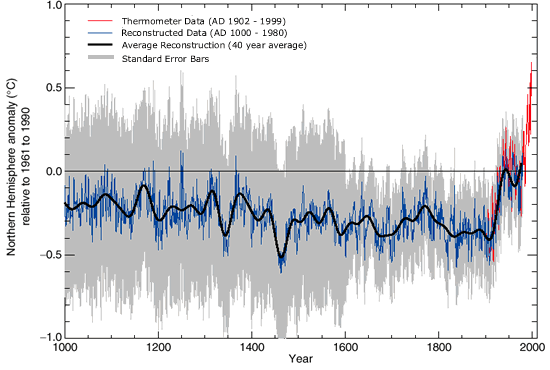 Thermometer Data (AD 1902 - 1999)
Reconstructed Data (AD 1000 - 1980)
Average Reconstruction (40 year average)
Standard Error Bars
Northern Hemisphere anomaly (°C)
relative to 1961 to 1990
1.0
0.5
0.0
−0.5
−1.0
1000 1200 1400 1600 1800 2000
Year